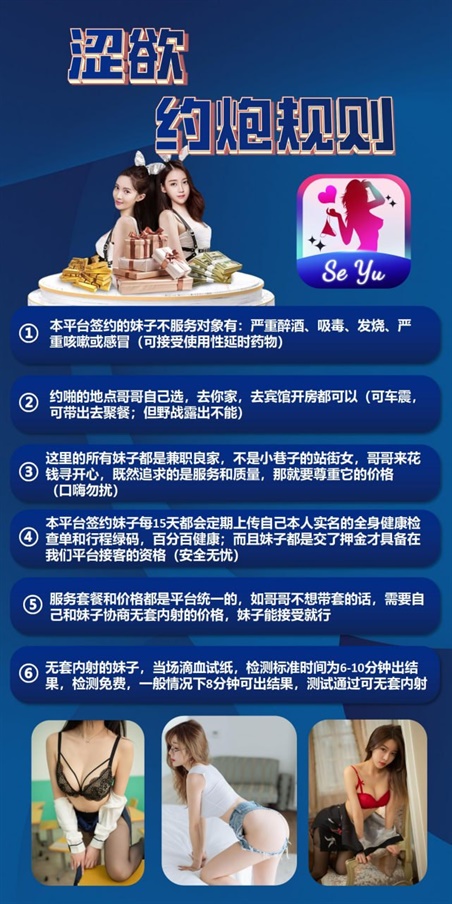 涩欲
约炮规则
Se Yu
① 本平台签约的妹子不服务对象有：严重醉酒、吸毒、发烧、严
重咳嗽或感冒（可接受使用性延时药物）
② 约啪的地点哥哥自己选，去你家，去宾馆开房都可以（可车震，
可带出去聚餐；但野战露出不能）
③ 这里的所有妹子都是兼职良家，不是小巷子的站街女，哥哥来花
钱寻开心，既然追求的是服务和质量，那就要尊重它的价格
（口嗨勿扰）
④ 本平台签约妹子每15天都会定期上传自己本人实名的全身健康检
查单和行程绿码，百分百健康；而且妹子都是交了押金才具备在
我们平台接客的资格（安全无忧）
⑤ 服务套餐和价格都是平台统一的，如哥哥不想带套的话，需要自
己和妹子协商无套内射的价格，妹子能接受就行
⑥ 无套内射的妹子，当场滴血试纸，检测标准时间为6-10分钟出结
果，检测免费，一般情况下8分钟可出结果，测试通过可无套内射